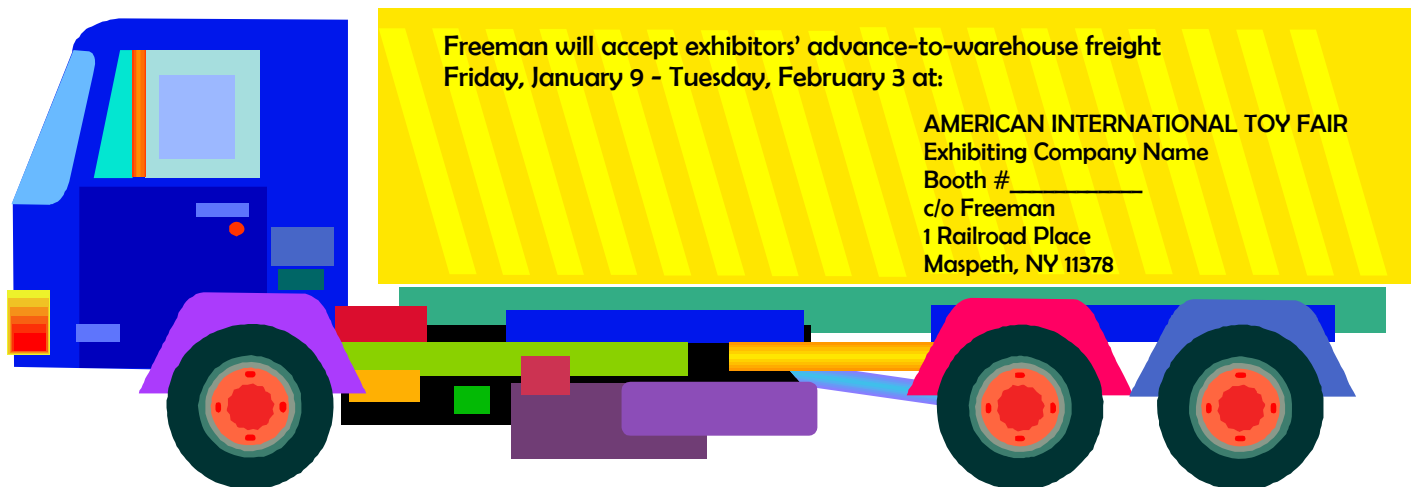 Freeman will accept exhibitors’ advance-to-warehouse freight
Friday, January 9 - Tuesday, February 3 at:
AMERICAN INTERNATIONAL TOY FAIR
Exhibiting Company Name
Booth #___________
c/o Freeman
1 Railroad Place
Maspeth, NY 11378